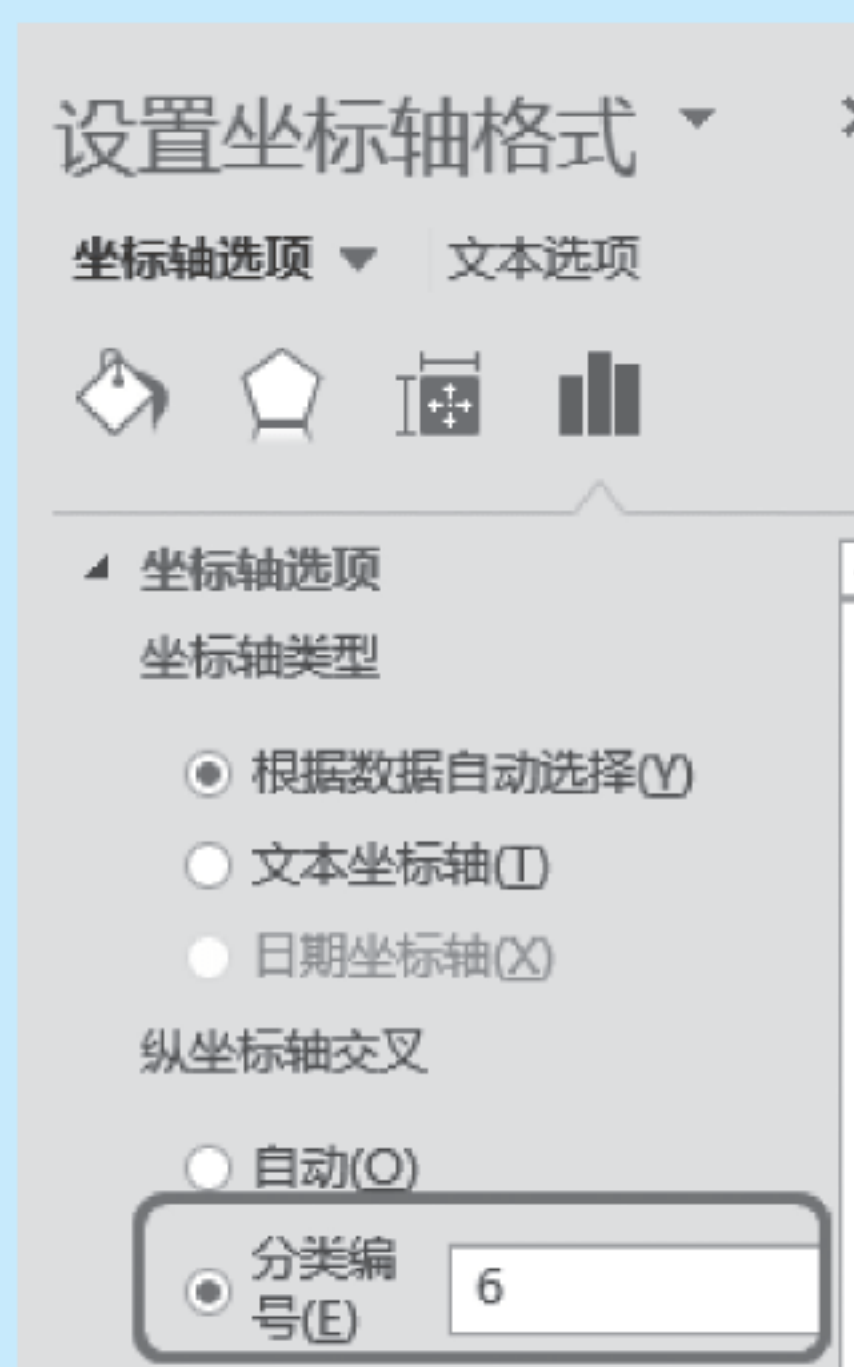 设置坐标轴格式
坐标轴选项 文本选项
坐标轴选项
坐标轴类型
根据数据自动选择(Y)
文本坐标轴(T)
日期坐标轴(X)
纵坐标轴交叉
自动(O)
分类编
号(E) 6